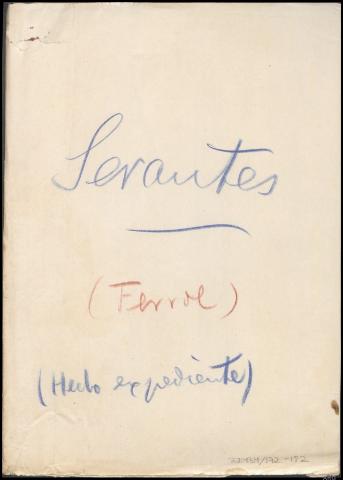 Serantes
(Ferrol)
(Hecho expediente)